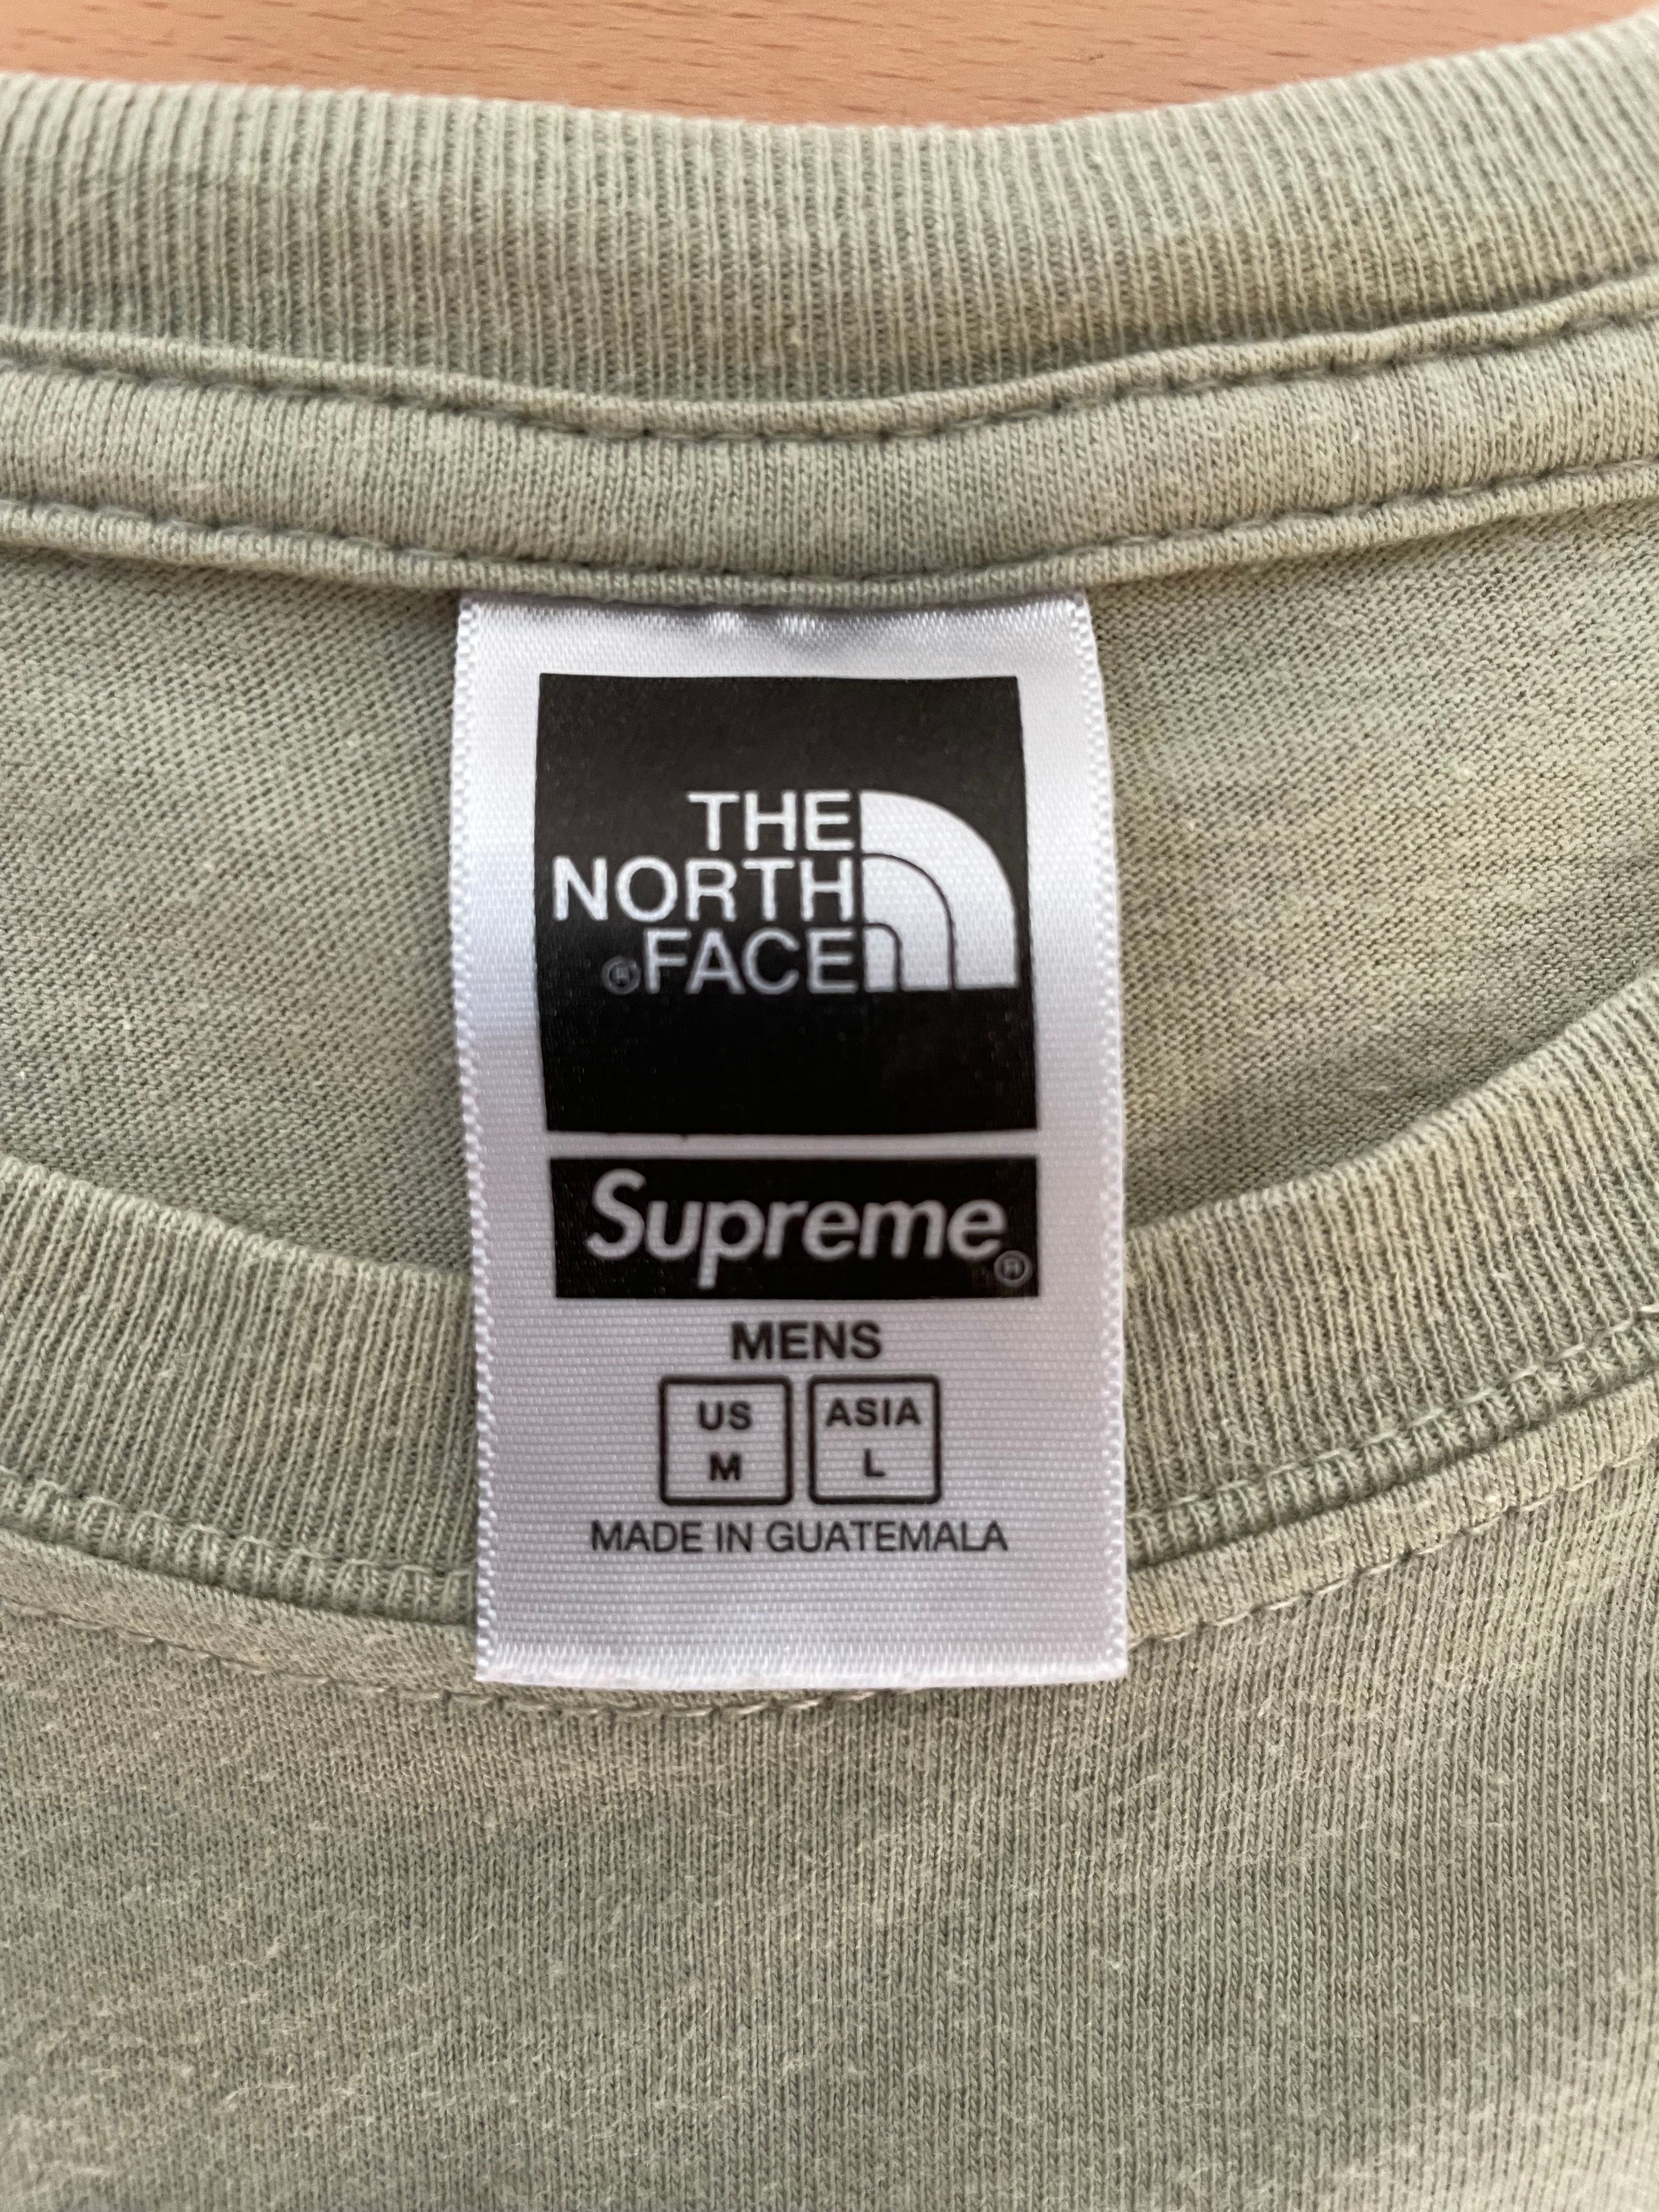 THE
NORTH
®FACE
Supreme®
MENS
US ASIA
M L
MADE IN GUATEMALA